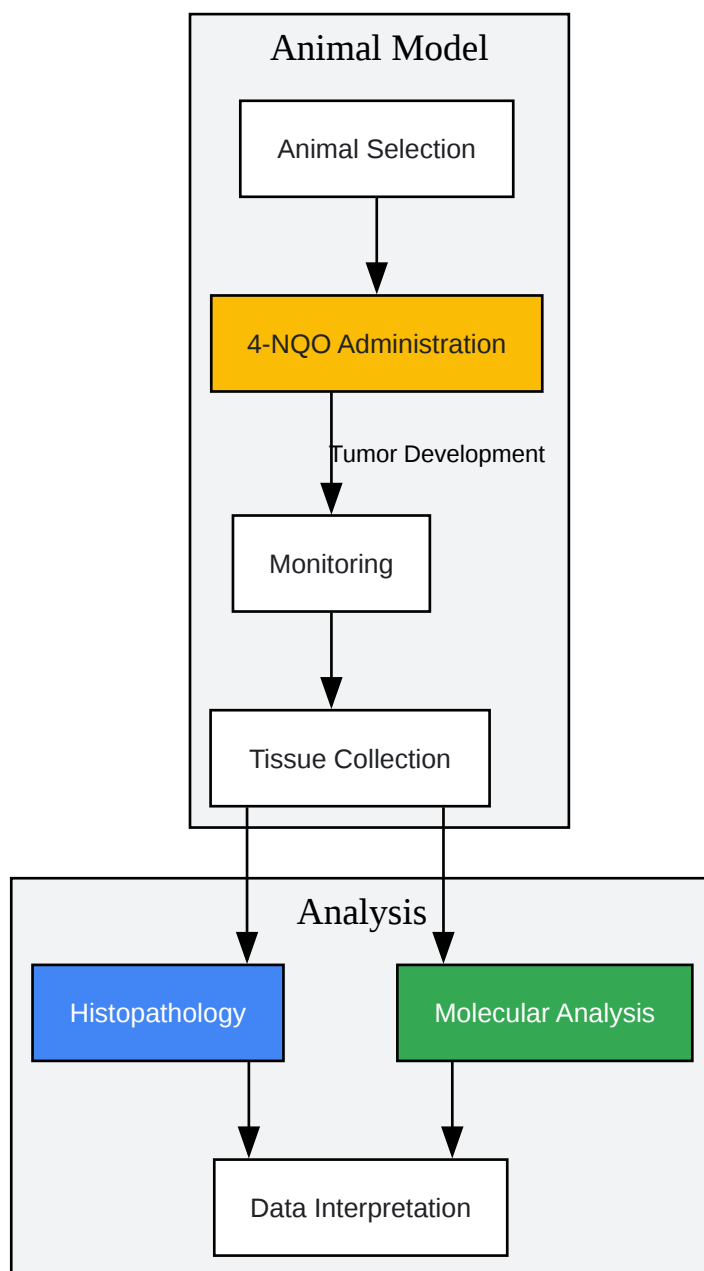 Animal Model
Animal Selection
4-NQO Administration
Tumor Development
Monitoring
Tissue Collection
Analysis
Histopathology
Molecular Analysis
Data Interpretation